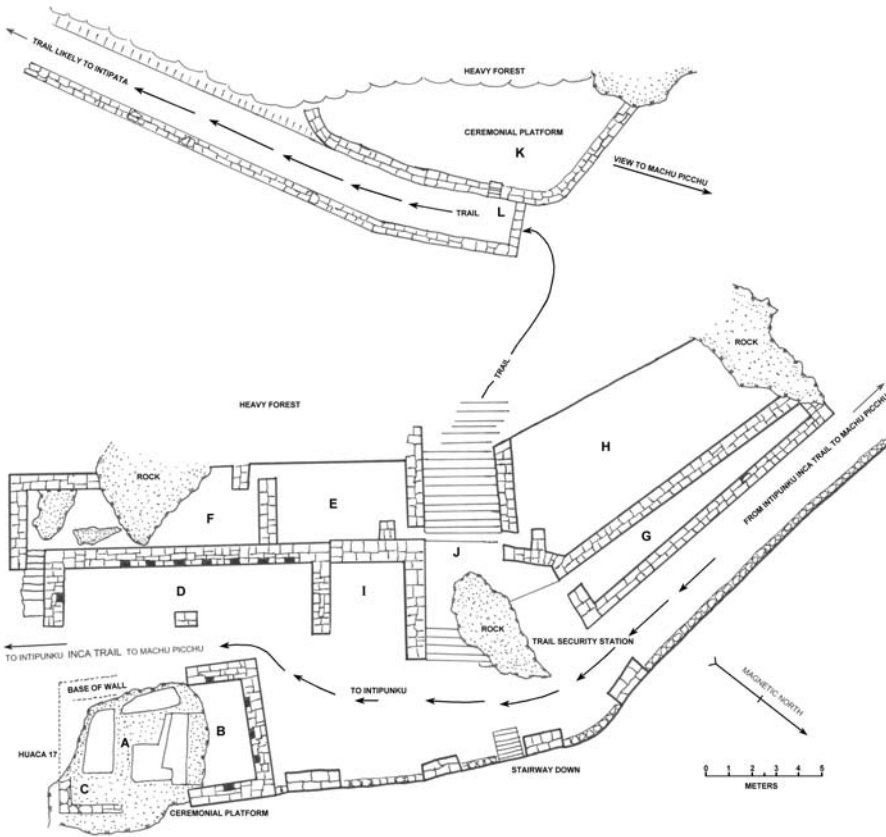 TRAIL LIKELY TO INTIPATA
HEAVY FOREST
CEREMONIAL PLATFORM
K
VIEW TO MACHU PICCHU
TRAIL
L
TRAIL
ROCK
HEAVY FOREST
H
FROM INTIPUNKU INCA TRAIL TO MACHU PICCHU
ROCK
E
F
G
J
D
I
ROCK
TRAIL SECURITY STATION
TO INTIPUNKU INCA TRAIL TO MACHU PICCHU
MAGNETIC NORTH
BASE OF WALL
TO INTIPUNKU
B
A
HUACA 17
STAIRWAY DOWN
C
0 1 2 3 4 5
METERS
CEREMONIAL PLATFORM